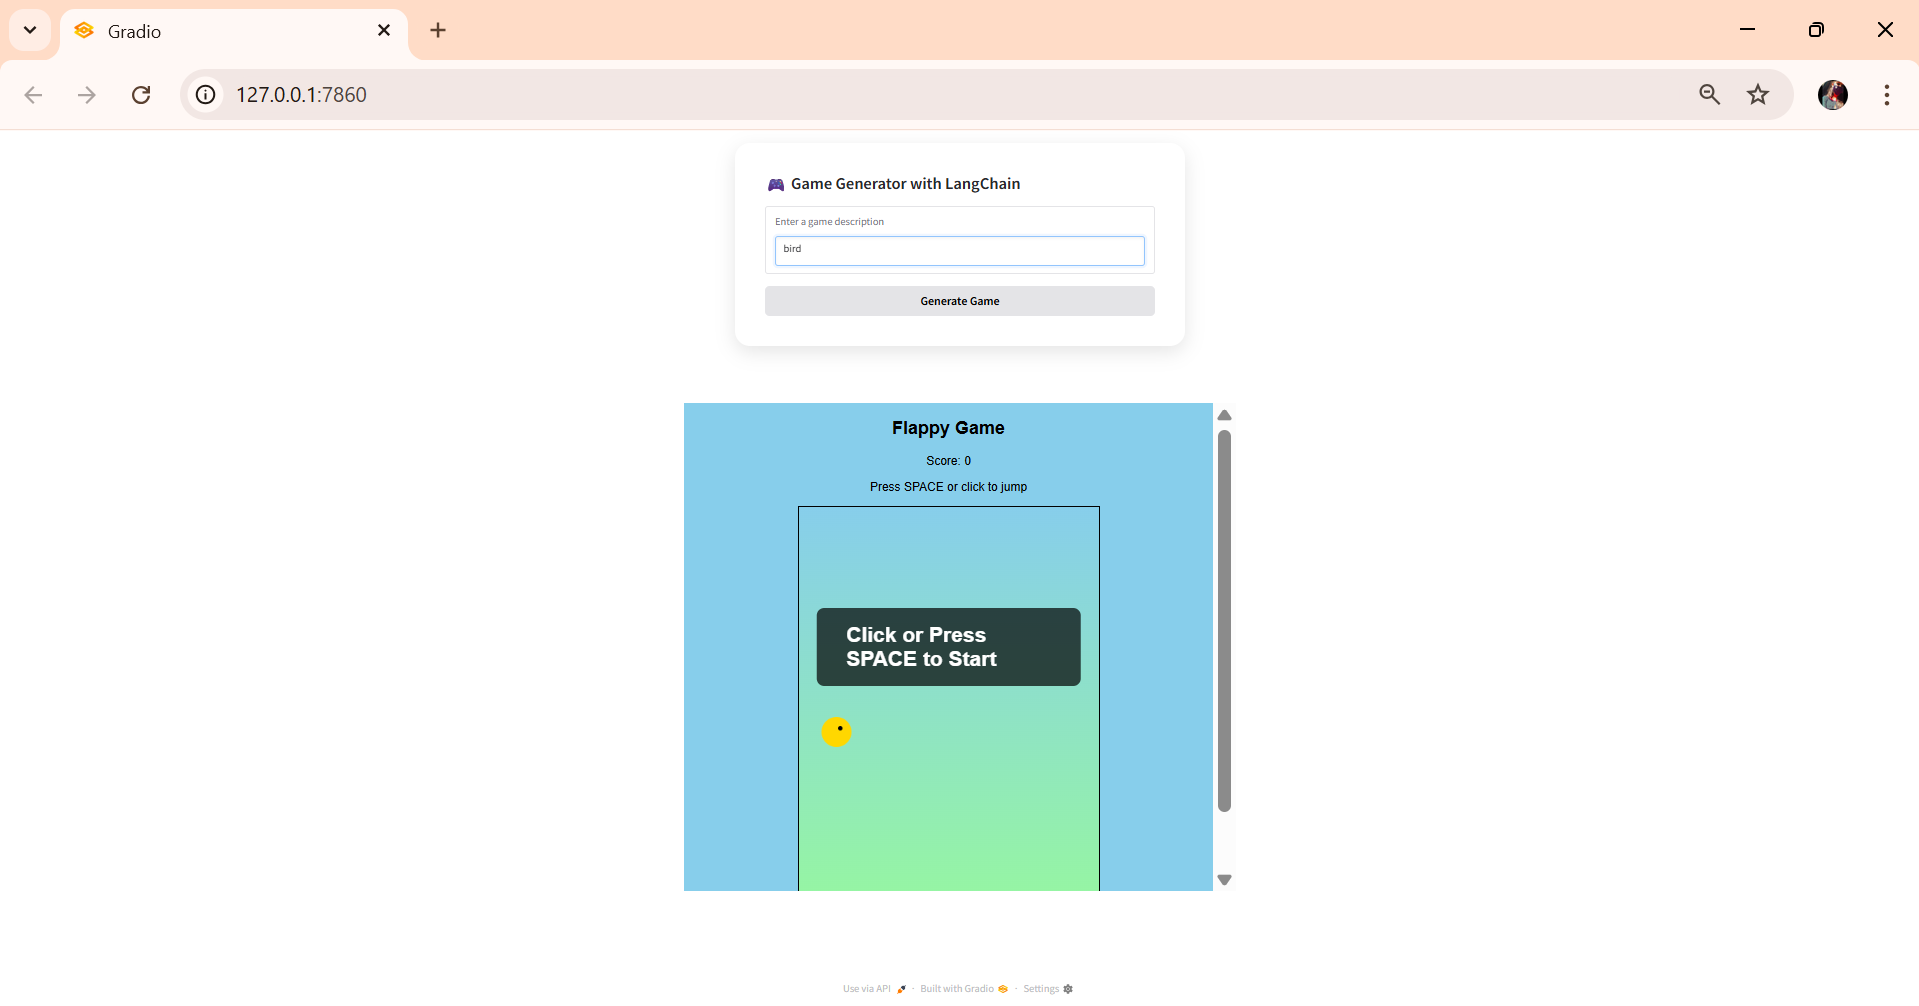 Gradio
127.0.0.1:7860
Game Generator with LangChain
Enter a game description
bird
Generate Game
Flappy Game
Score: 0
Press SPACE or click to jump
Click or Press
SPACE to Start
Use via API · Built with Gradio · Settings